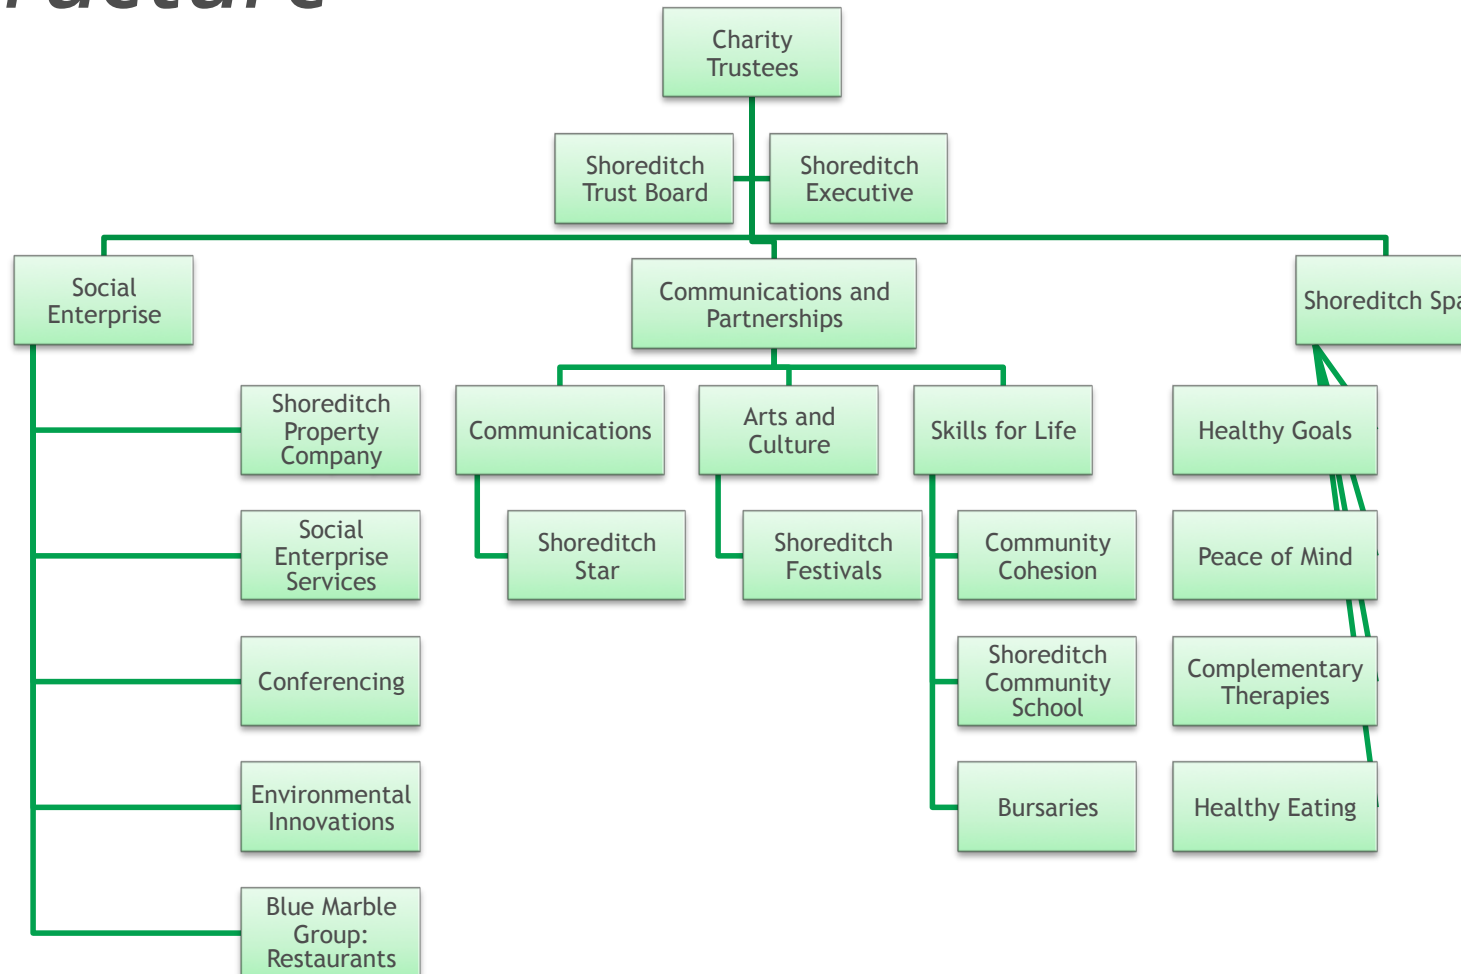 Charity
Trustees
Shoreditch
Trust Board
Shoreditch
Executive
Social
Enterprise
Communications and
Partnerships
Shoreditch Spa
Shoreditch
Property
Company
Communications
Arts and
Culture
Skills for Life
Healthy Goals
Social
Enterprise
Services
Shoreditch
Star
Shoreditch
Festivals
Community
Cohesion
Peace of Mind
Conferencing
Shoreditch
Community
School
Complementary
Therapies
Environmental
Innovations
Bursaries
Healthy Eating
Blue Marble
Group:
Restaurants